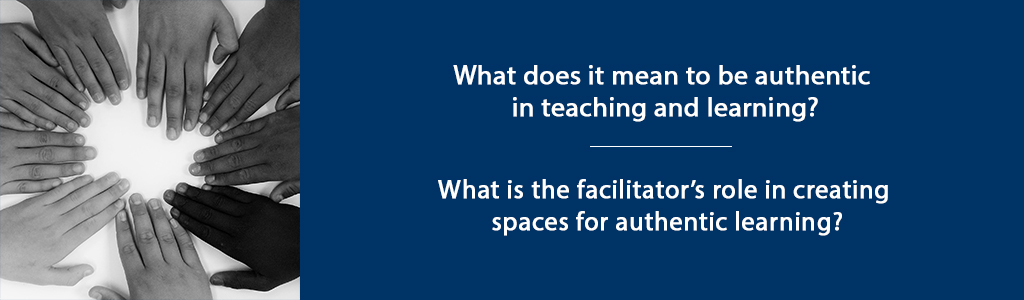 What does it mean to be authentic
in teaching and learning?
What is the facilitator’s role in creating
spaces for authentic learning?